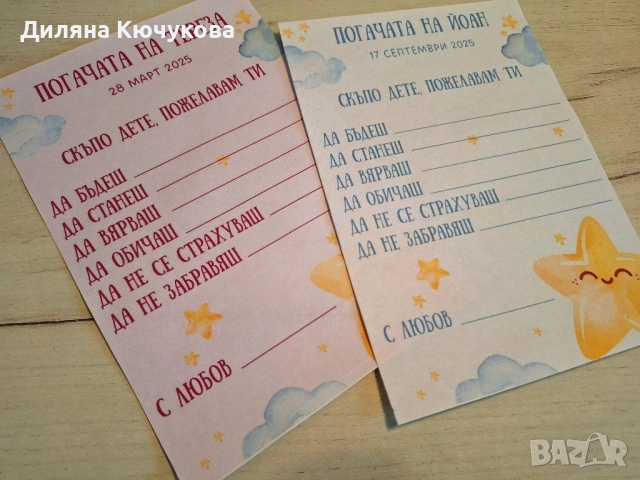 Диляна Кючукова
ПОГАЧАТА НА ТЕРЕЗА
28 МАРТ 2025
СКЪПО ДЕТЕ, ПОЖЕЛАВАМ ТИ
ДА БЪДЕШ
ДА СТАНЕШ
ДА ВЯРВАШ
ДА ОБИЧАШ
ДА НЕ СЕ СТРАХУВАШ
ДА НЕ ЗАБРАВЯШ
С ЛЮБОВ
ПОГАЧАТА НА ЙОАН
17 СЕПТЕМВРИ 2025
СКЪПО ДЕТЕ, ПОЖЕЛАВАМ ТИ
ДА БЪДЕШ
ДА СТАНЕШ
ДА ВЯРВАШ
ДА ОБИЧАШ
ДА НЕ СЕ СТРАХУВАШ
ДА НЕ ЗАБРАВЯШ
С ЛЮБОВ
BAZAR